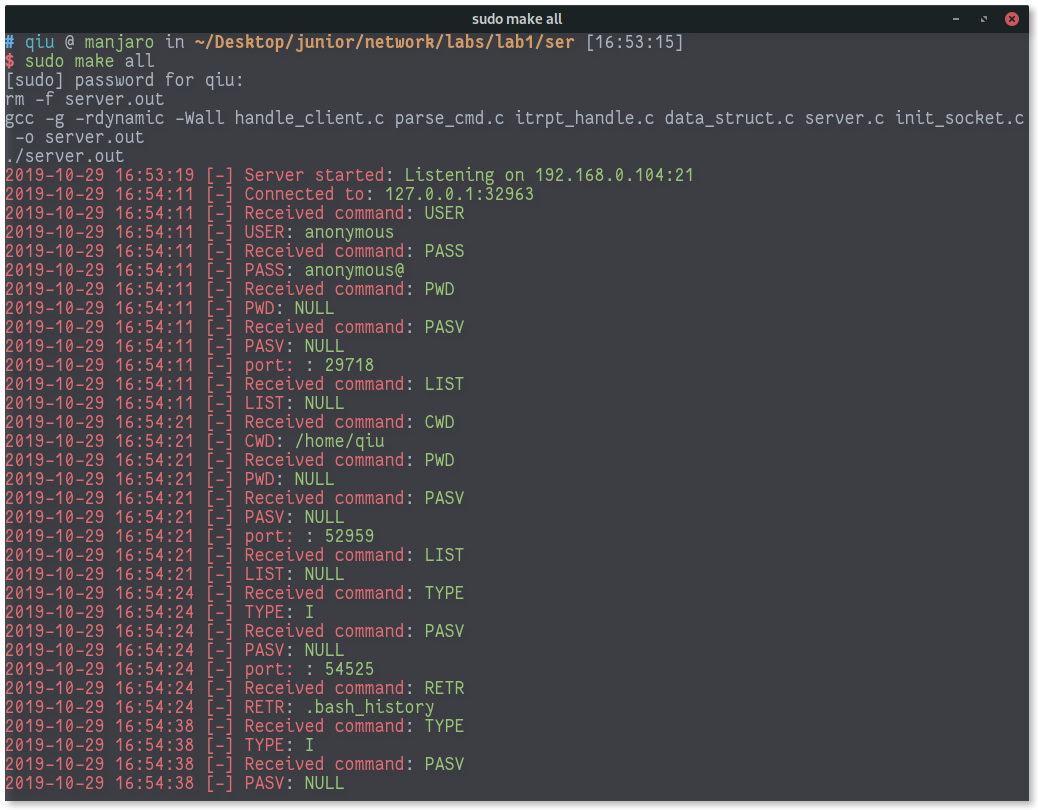 sudo make all
# qiu @ manjaro in ~/Desktop/junior/network/labs/lab1/ser [16:53:15]
$ sudo make all
[sudo] password for qiu:
rm -f server.out
gcc -g -rdynamic -Wall handle_client.c parse_cmd.c itrpt_handle.c data_struct.c server.c init_socket.c
-o server.out
./server.out
2019-10-29 16:53:19 [-] Server started: Listening on 192.168.0.104:21
2019-10-29 16:54:11 [-] Connected to: 127.0.0.1:32963
2019-10-29 16:54:11 [-] Received command: USER
2019-10-29 16:54:11 [-] USER: anonymous
2019-10-29 16:54:11 [-] Received command: PASS
2019-10-29 16:54:11 [-] PASS: anonymous@
2019-10-29 16:54:11 [-] Received command: PWD
2019-10-29 16:54:11 [-] PWD: NULL
2019-10-29 16:54:11 [-] Received command: PASV
2019-10-29 16:54:11 [-] PASV: NULL
2019-10-29 16:54:11 [-] port: : 29718
2019-10-29 16:54:11 [-] Received command: LIST
2019-10-29 16:54:11 [-] LIST: NULL
2019-10-29 16:54:21 [-] Received command: CWD
2019-10-29 16:54:21 [-] CWD: /home/qiu
2019-10-29 16:54:21 [-] Received command: PWD
2019-10-29 16:54:21 [-] PWD: NULL
2019-10-29 16:54:21 [-] Received command: PASV
2019-10-29 16:54:21 [-] PASV: NULL
2019-10-29 16:54:21 [-] port: : 52959
2019-10-29 16:54:21 [-] Received command: LIST
2019-10-29 16:54:21 [-] LIST: NULL
2019-10-29 16:54:24 [-] Received command: TYPE
2019-10-29 16:54:24 [-] TYPE: I
2019-10-29 16:54:24 [-] Received command: PASV
2019-10-29 16:54:24 [-] PASV: NULL
2019-10-29 16:54:24 [-] port: : 54525
2019-10-29 16:54:24 [-] Received command: RETR
2019-10-29 16:54:24 [-] RETR: .bash_history
2019-10-29 16:54:38 [-] Received command: TYPE
2019-10-29 16:54:38 [-] TYPE: I
2019-10-29 16:54:38 [-] Received command: PASV
2019-10-29 16:54:38 [-] PASV: NULL